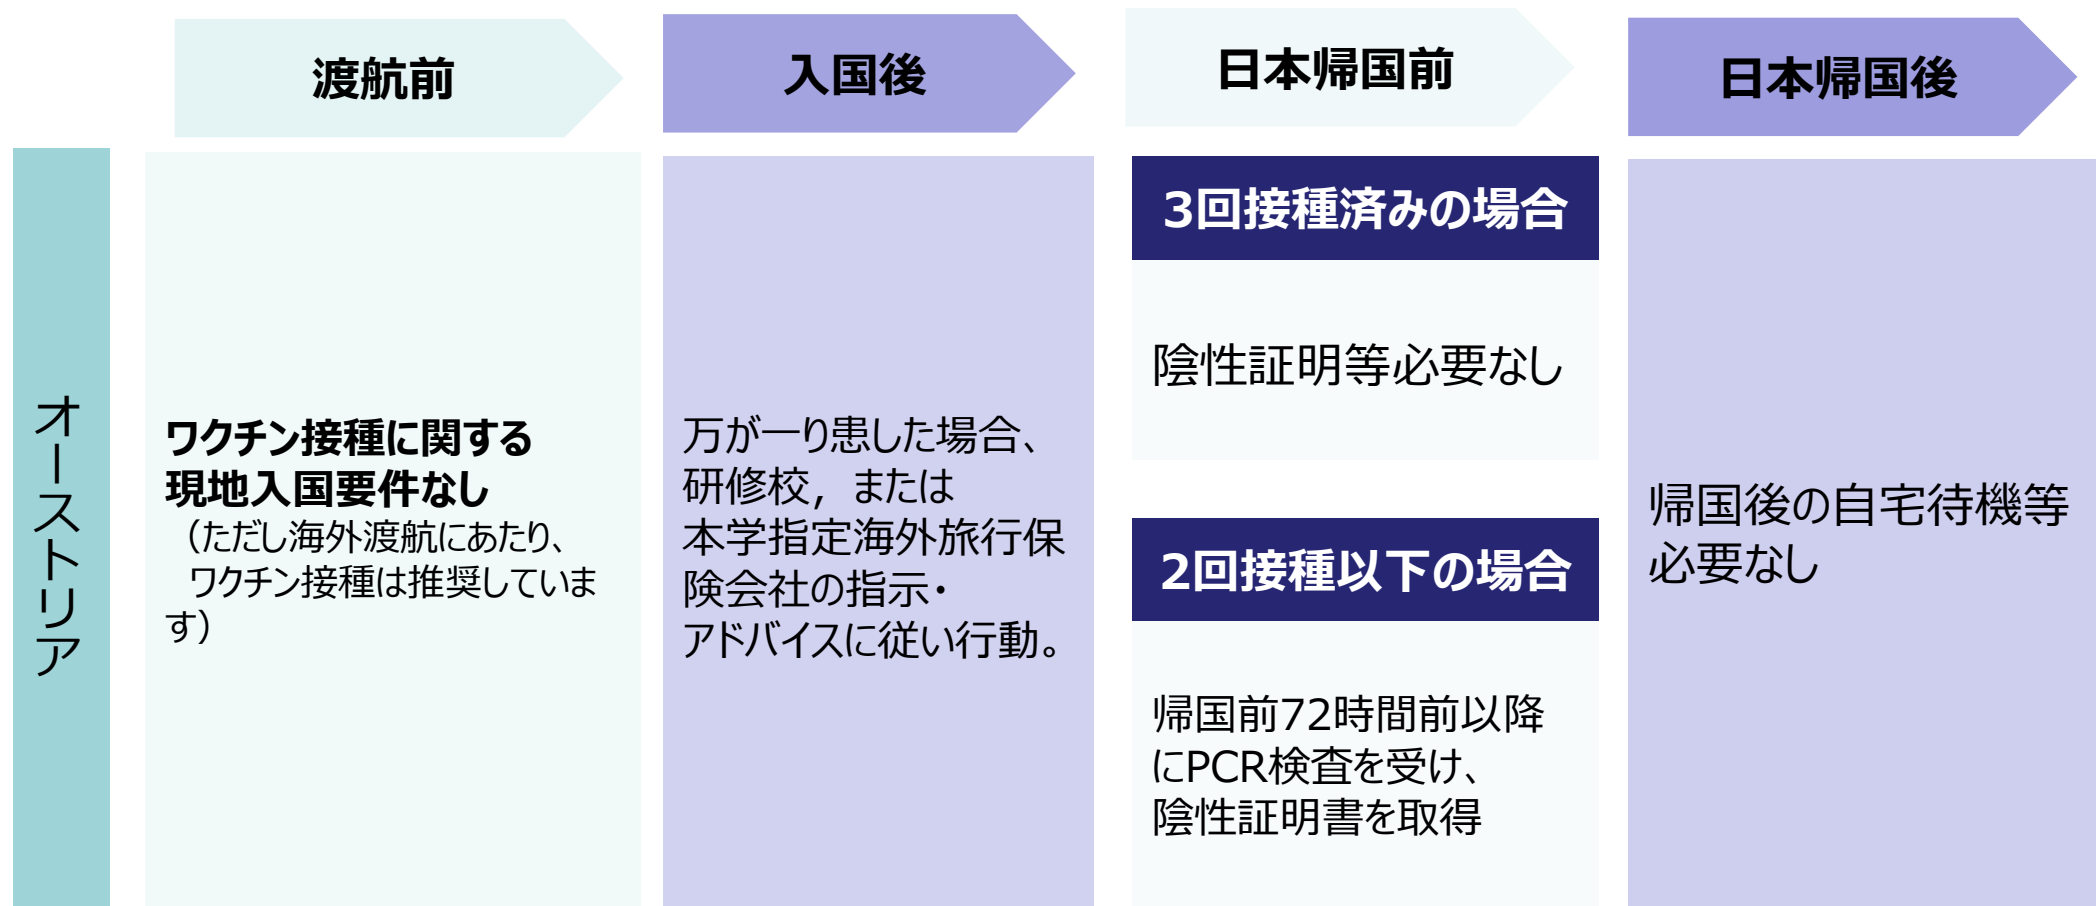 渡航前
入国後
日本帰国前
日本帰国後
オーストリア
ワクチン接種に関する
現地入国要件なし
（ただし海外渡航にあたり、
ワクチン接種は推奨していま
す）
万が一り患した場合、
研修校，または
本学指定海外旅行保
険会社の指示・
アドバイスに従い行動。
3回接種済みの場合
陰性証明等必要なし
2回接種以下の場合
帰国前72時間前以降
にPCR検査を受け、
陰性証明書を取得
帰国後の自宅待機等
必要なし